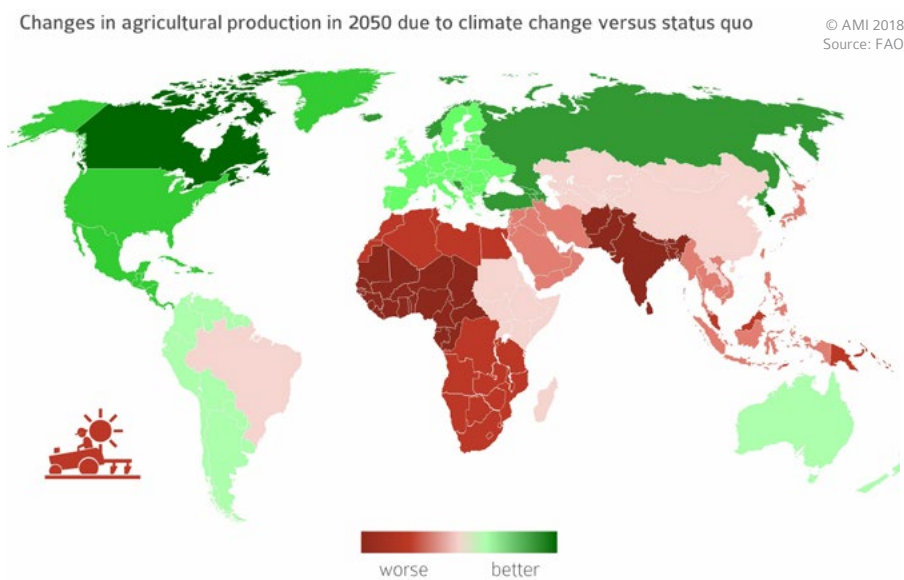 Changes in agricultural production in 2050 due to climate change versus status quo
© AMI 2018
Source: FAO
worse
better